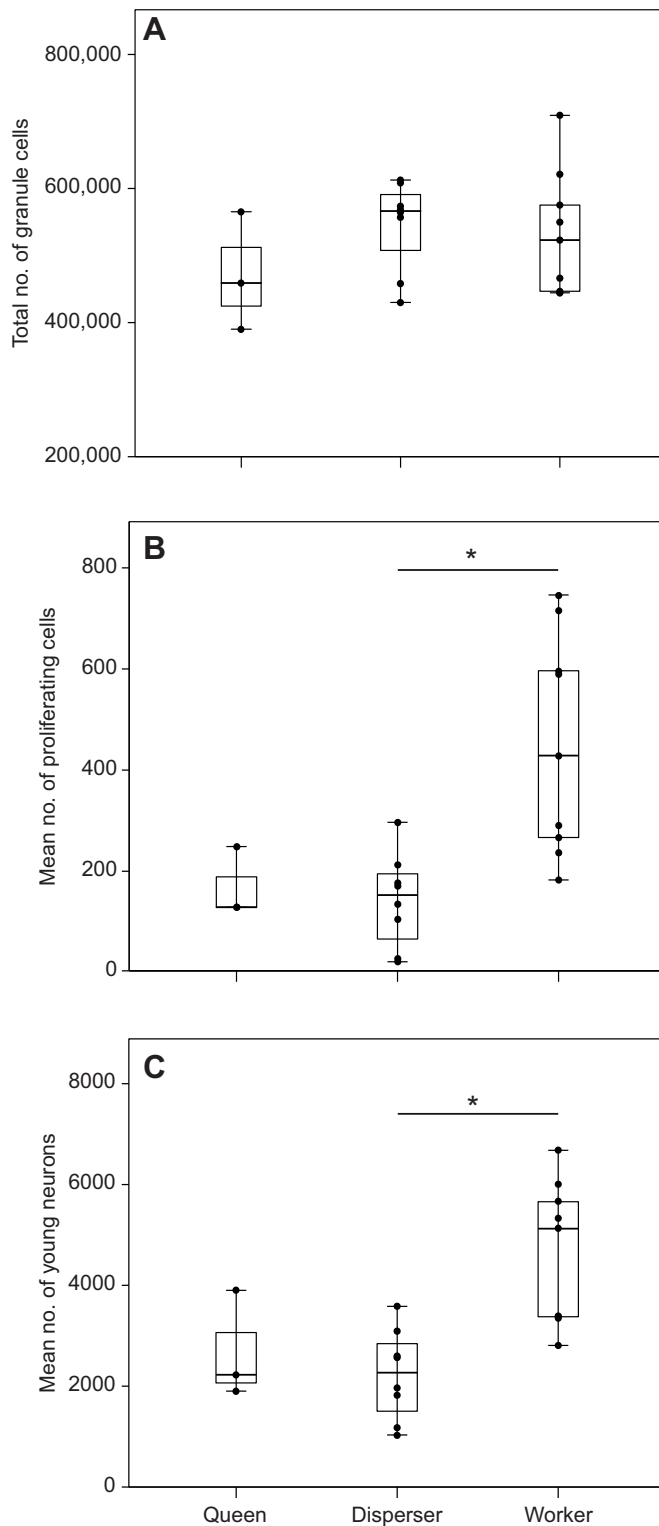 A
Total no. of granule cells
800,000
600,000
400,000
200,000
B
*
Mean no. of proliferating cells
800
600
400
200
0
C
*
Mean no. of young neurons
8000
6000
4000
2000
0
Queen Disperser Worker